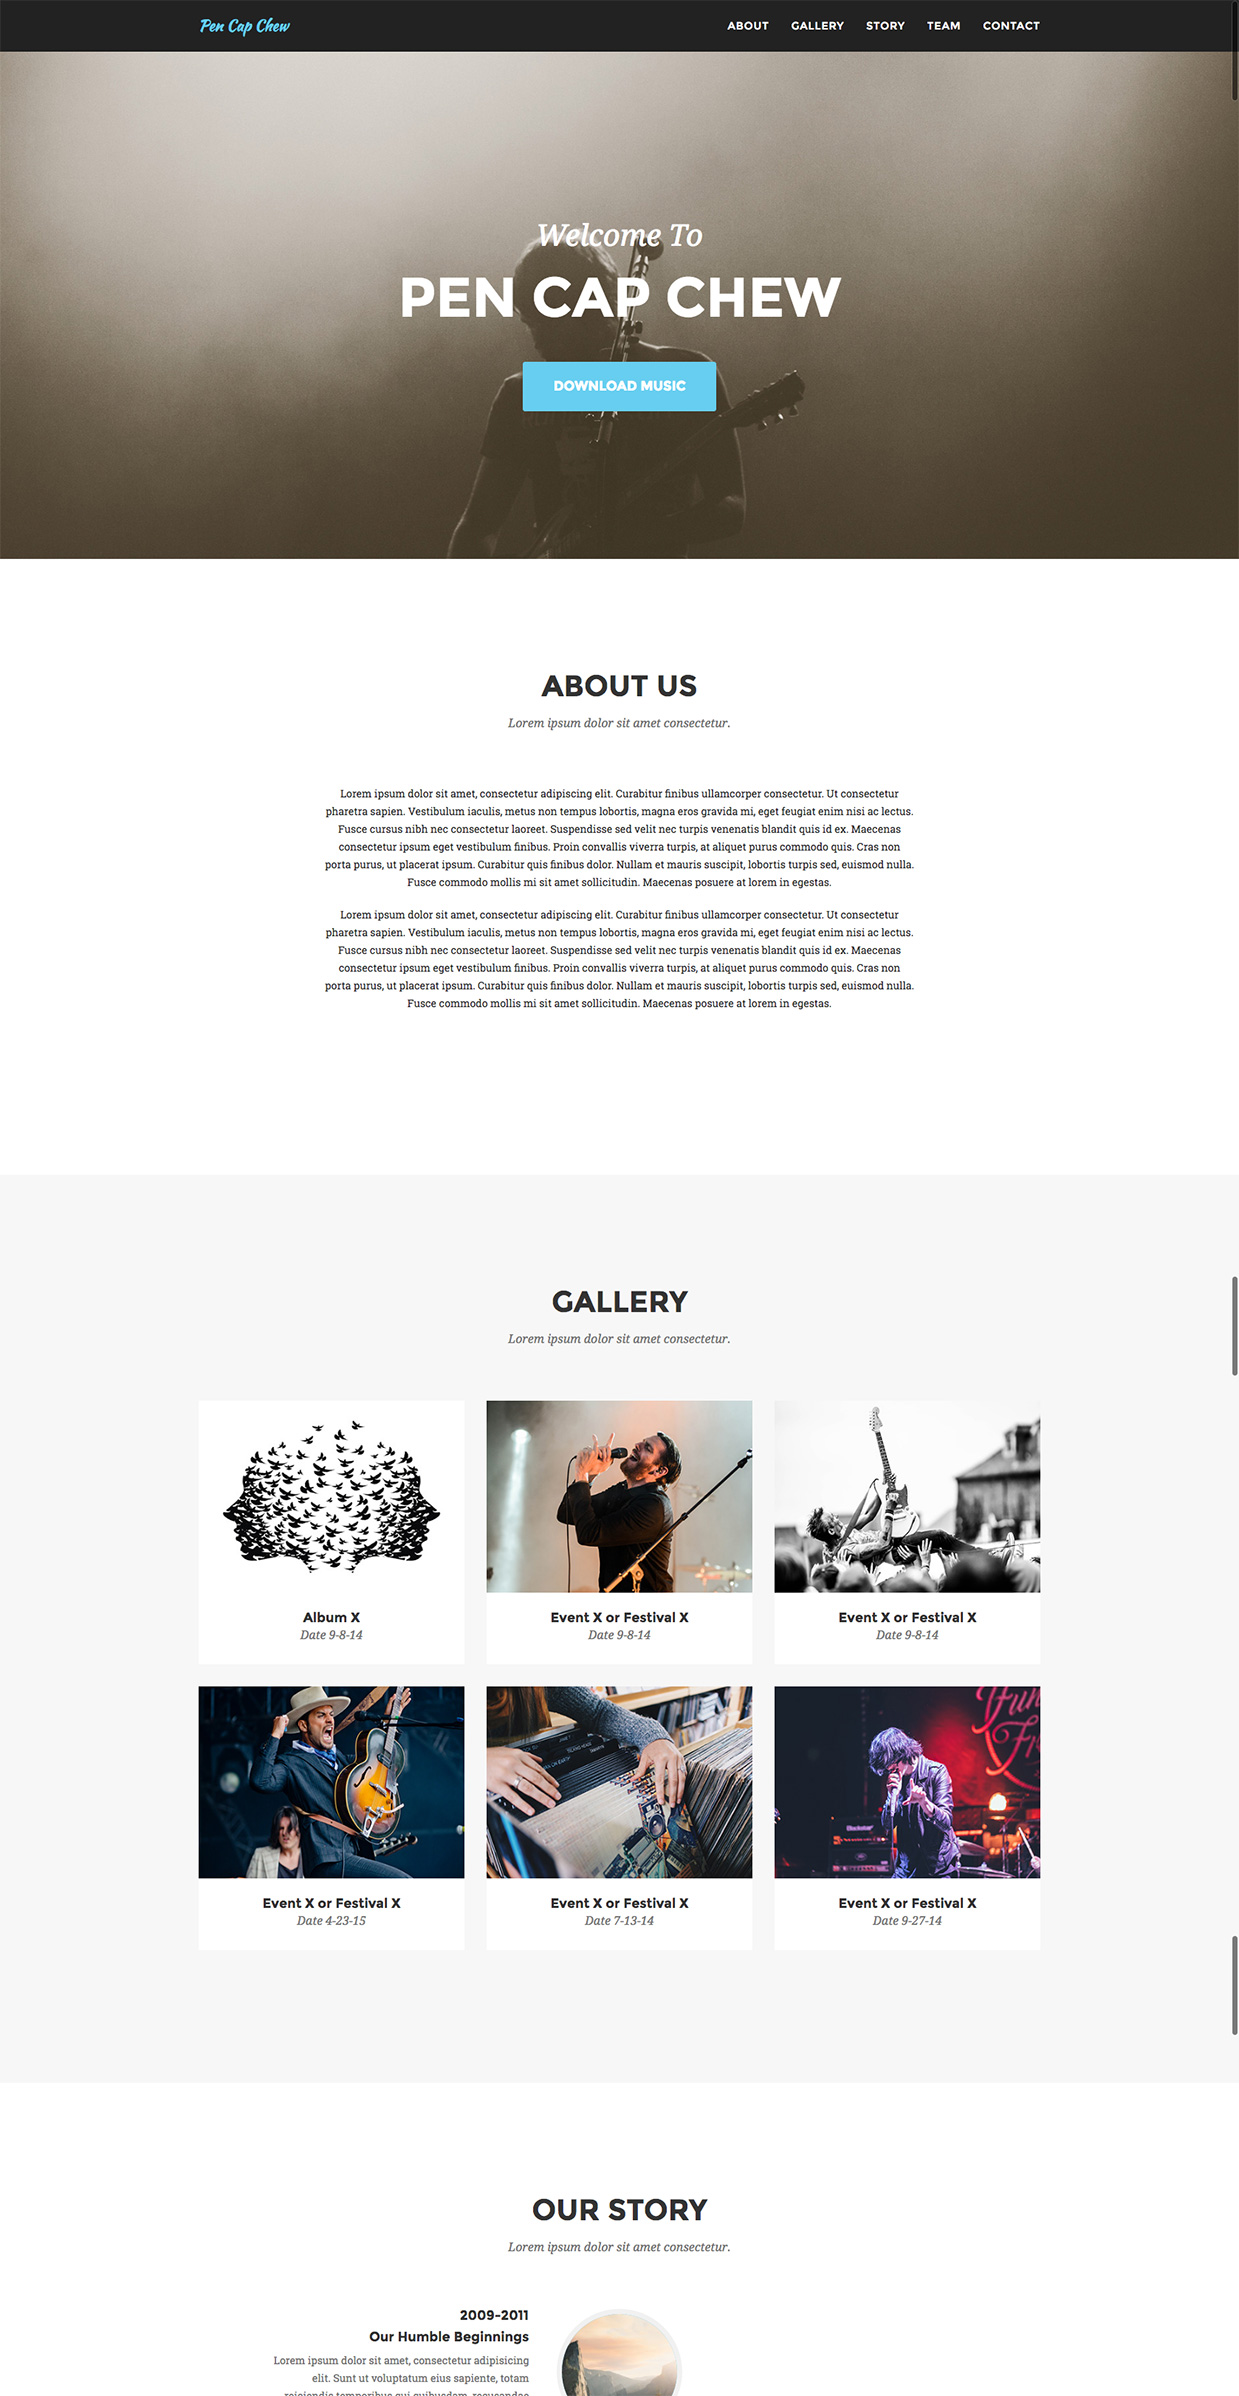 Pen Cap Chew
ABOUT GALLERY STORY TEAM CONTACT
Welcome To
PEN CAP CHEW
DOWNLOAD MUSIC
ABOUT US
Lorem ipsum dolor sit amet consectetur.
Lorem ipsum dolor sit amet, consectetur adipiscing elit. Curabitur finibus ullamcorper consectetur. Ut consectetur
pharetra sapien. Vestibulum iaculis, metus non tempus lobortis, magna eros gravida mi, eget feugiat enim nisi ac lectus.
Fusce cursus nibh nec consectetur laoreet. Suspendisse sed velit nec turpis venenatis blandit quis id ex. Maecenas
consectetur ipsum eget vestibulum finibus. Proin convallis viverra turpis, at aliquet purus commodo quis. Cras non
porta purus, ut placerat ipsum. Curabitur quis finibus dolor. Nullam et mauris suscipit, lobortis turpis sed, euismod nulla.
Fusce commodo mollis mi sit amet sollicitudin. Maecenas posuere at lorem in egestas.
Lorem ipsum dolor sit amet, consectetur adipiscing elit. Curabitur finibus ullamcorper consectetur. Ut consectetur
pharetra sapien. Vestibulum iaculis, metus non tempus lobortis, magna eros gravida mi, eget feugiat enim nisi ac lectus.
Fusce cursus nibh nec consectetur laoreet. Suspendisse sed velit nec turpis venenatis blandit quis id ex. Maecenas
consectetur ipsum eget vestibulum finibus. Proin convallis viverra turpis, at aliquet purus commodo quis. Cras non
porta purus, ut placerat ipsum. Curabitur quis finibus dolor. Nullam et mauris suscipit, lobortis turpis sed, euismod nulla.
Fusce commodo mollis mi sit amet sollicitudin. Maecenas posuere at lorem in egestas.
GALLERY
Lorem ipsum dolor sit amet consectetur.
Album X
Date 9-8-14
Event X or Festival X
Date 9-8-14
Event X or Festival X
Date 9-8-14
Blackstar
Event X or Festival X
Date 4-23-15
Event X or Festival X
Date 7-13-14
Event X or Festival X
Date 9-27-14
OUR STORY
Lorem ipsum dolor sit amet consectetur.
2009-2011
Our Humble Beginnings
Lorem ipsum dolor sit amet, consectetur adipisicing
elit. Sunt ut voluptatum eius sapiente, totam